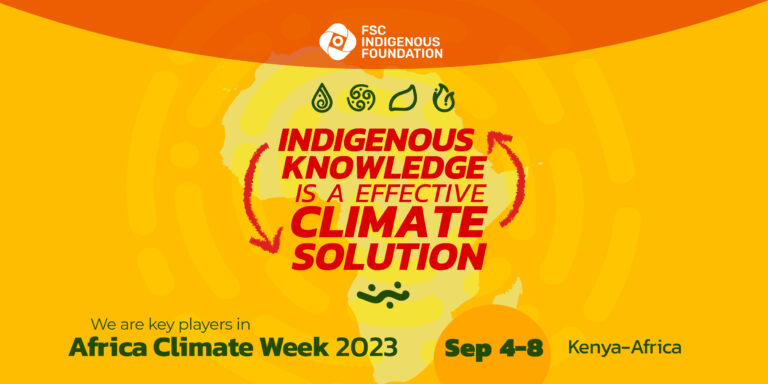 FSC
INDIGENOUS
FOUNDATION
INDIGENOUS
KNOWLEDGE
IS A EFFECTIVE
CLIMATE
SOLUTION
We are key players in
Africa Climate Week 2023
Sep 4-8
Kenya-Africa